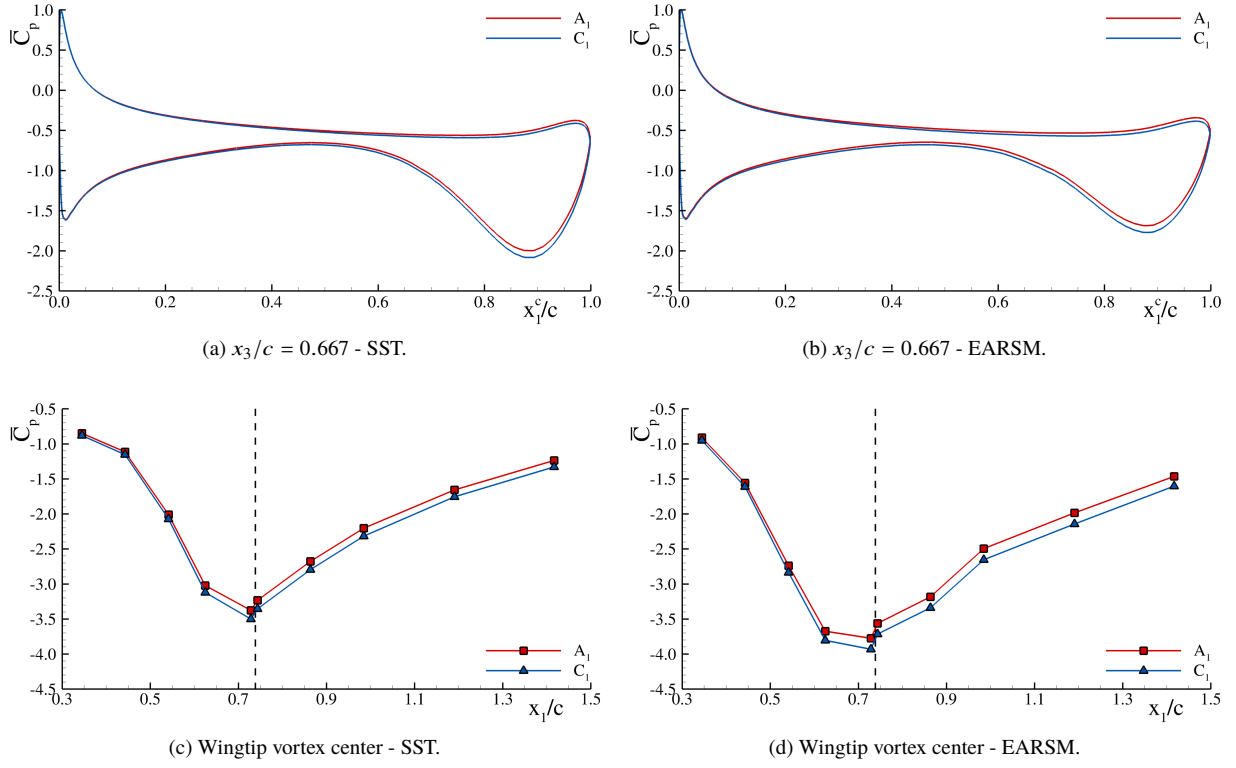 1.0
0.5
0.0
-0.5
-1.0
-1.5
-2.0
-2.5
C̅p
A₁
C₁
0.0 0.2 0.4 0.6 0.8 1.0
x₁ᶜ/c
(a) x₃/c = 0.667 - SST.
1.0
0.5
0.0
-0.5
-1.0
-1.5
-2.0
-2.5
C̅p
A₁
C₁
0.0 0.2 0.4 0.6 0.8 1.0
x₁ᶜ/c
(b) x₃/c = 0.667 - EARSM.
-0.5
-1.0
-1.5
-2.0
-2.5
-3.0
-3.5
-4.0
-4.5
C̅p
A₁
C₁
0.3 0.5 0.7 0.9 1.1 1.3 1.5
x₁/c
(c) Wingtip vortex center - SST.
-0.5
-1.0
-1.5
-2.0
-2.5
-3.0
-3.5
-4.0
-4.5
C̅p
A₁
C₁
0.3 0.5 0.7 0.9 1.1 1.3 1.5
x₁/c
(d) Wingtip vortex center - EARSM.